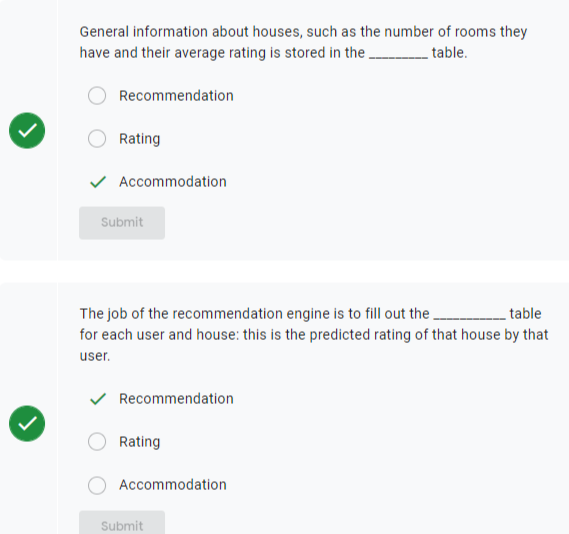 General information about houses, such as the number of rooms they
have and their average rating is stored in the _________ table.
Recommendation
Rating
Accommodation
Submit
The job of the recommendation engine is to fill out the ___________ table
for each user and house: this is the predicted rating of that house by that
user.
Recommendation
Rating
Accommodation
Submit